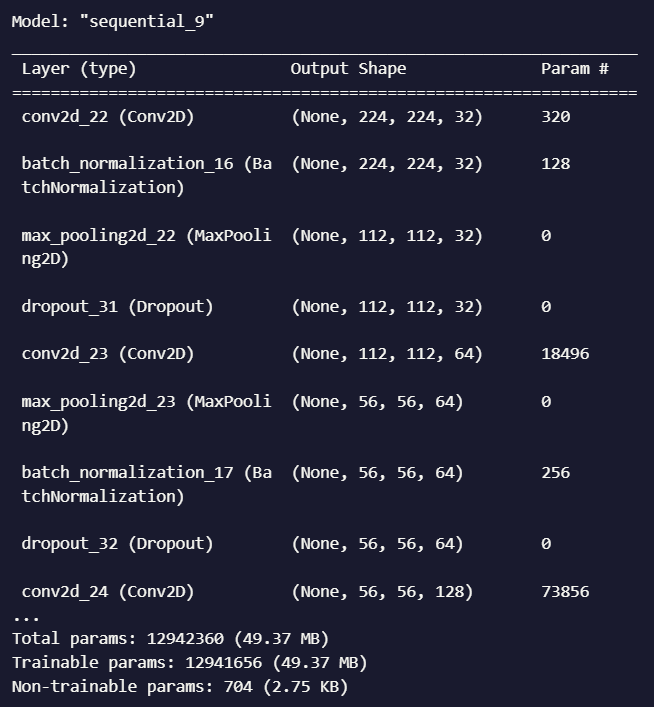 Model: "sequential_9"
_________________________________________________________________
Layer (type) Output Shape Param #
=================================================================
conv2d_22 (Conv2D) (None, 224, 224, 32) 320
batch_normalization_16 (Ba (None, 224, 224, 32) 128
tchNormalization)
max_pooling2d_22 (MaxPooli (None, 112, 112, 32) 0
ng2D)
dropout_31 (Dropout) (None, 112, 112, 32) 0
conv2d_23 (Conv2D) (None, 112, 112, 64) 18496
max_pooling2d_23 (MaxPooli (None, 56, 56, 64) 0
ng2D)
batch_normalization_17 (Ba (None, 56, 56, 64) 256
tchNormalization)
dropout_32 (Dropout) (None, 56, 56, 64) 0
conv2d_24 (Conv2D) (None, 56, 56, 128) 73856
...
Total params: 12942360 (49.37 MB)
Trainable params: 12941656 (49.37 MB)
Non-trainable params: 704 (2.75 KB)